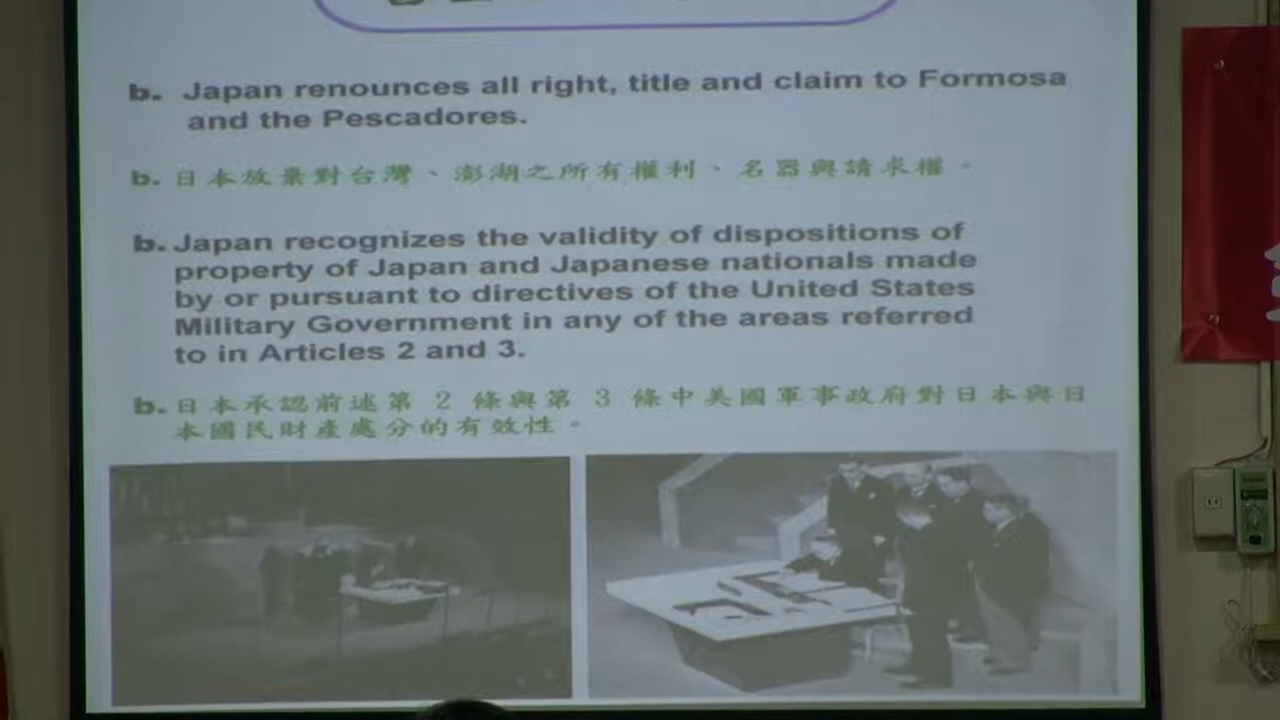 b. Japan renounces all right, title and claim to Formosa
and the Pescadores.
b. 日本放棄對台灣、澎湖之所有權利、名器與請求權。
b. Japan recognizes the validity of dispositions of
property of Japan and Japanese nationals made
by or pursuant to directives of the United States
Military Government in any of the areas referred
to in Articles 2 and 3.
b. 日本承認前述第 2 條與第 3 條中美國軍事政府對日本與日
本國民財產處分的有效性。